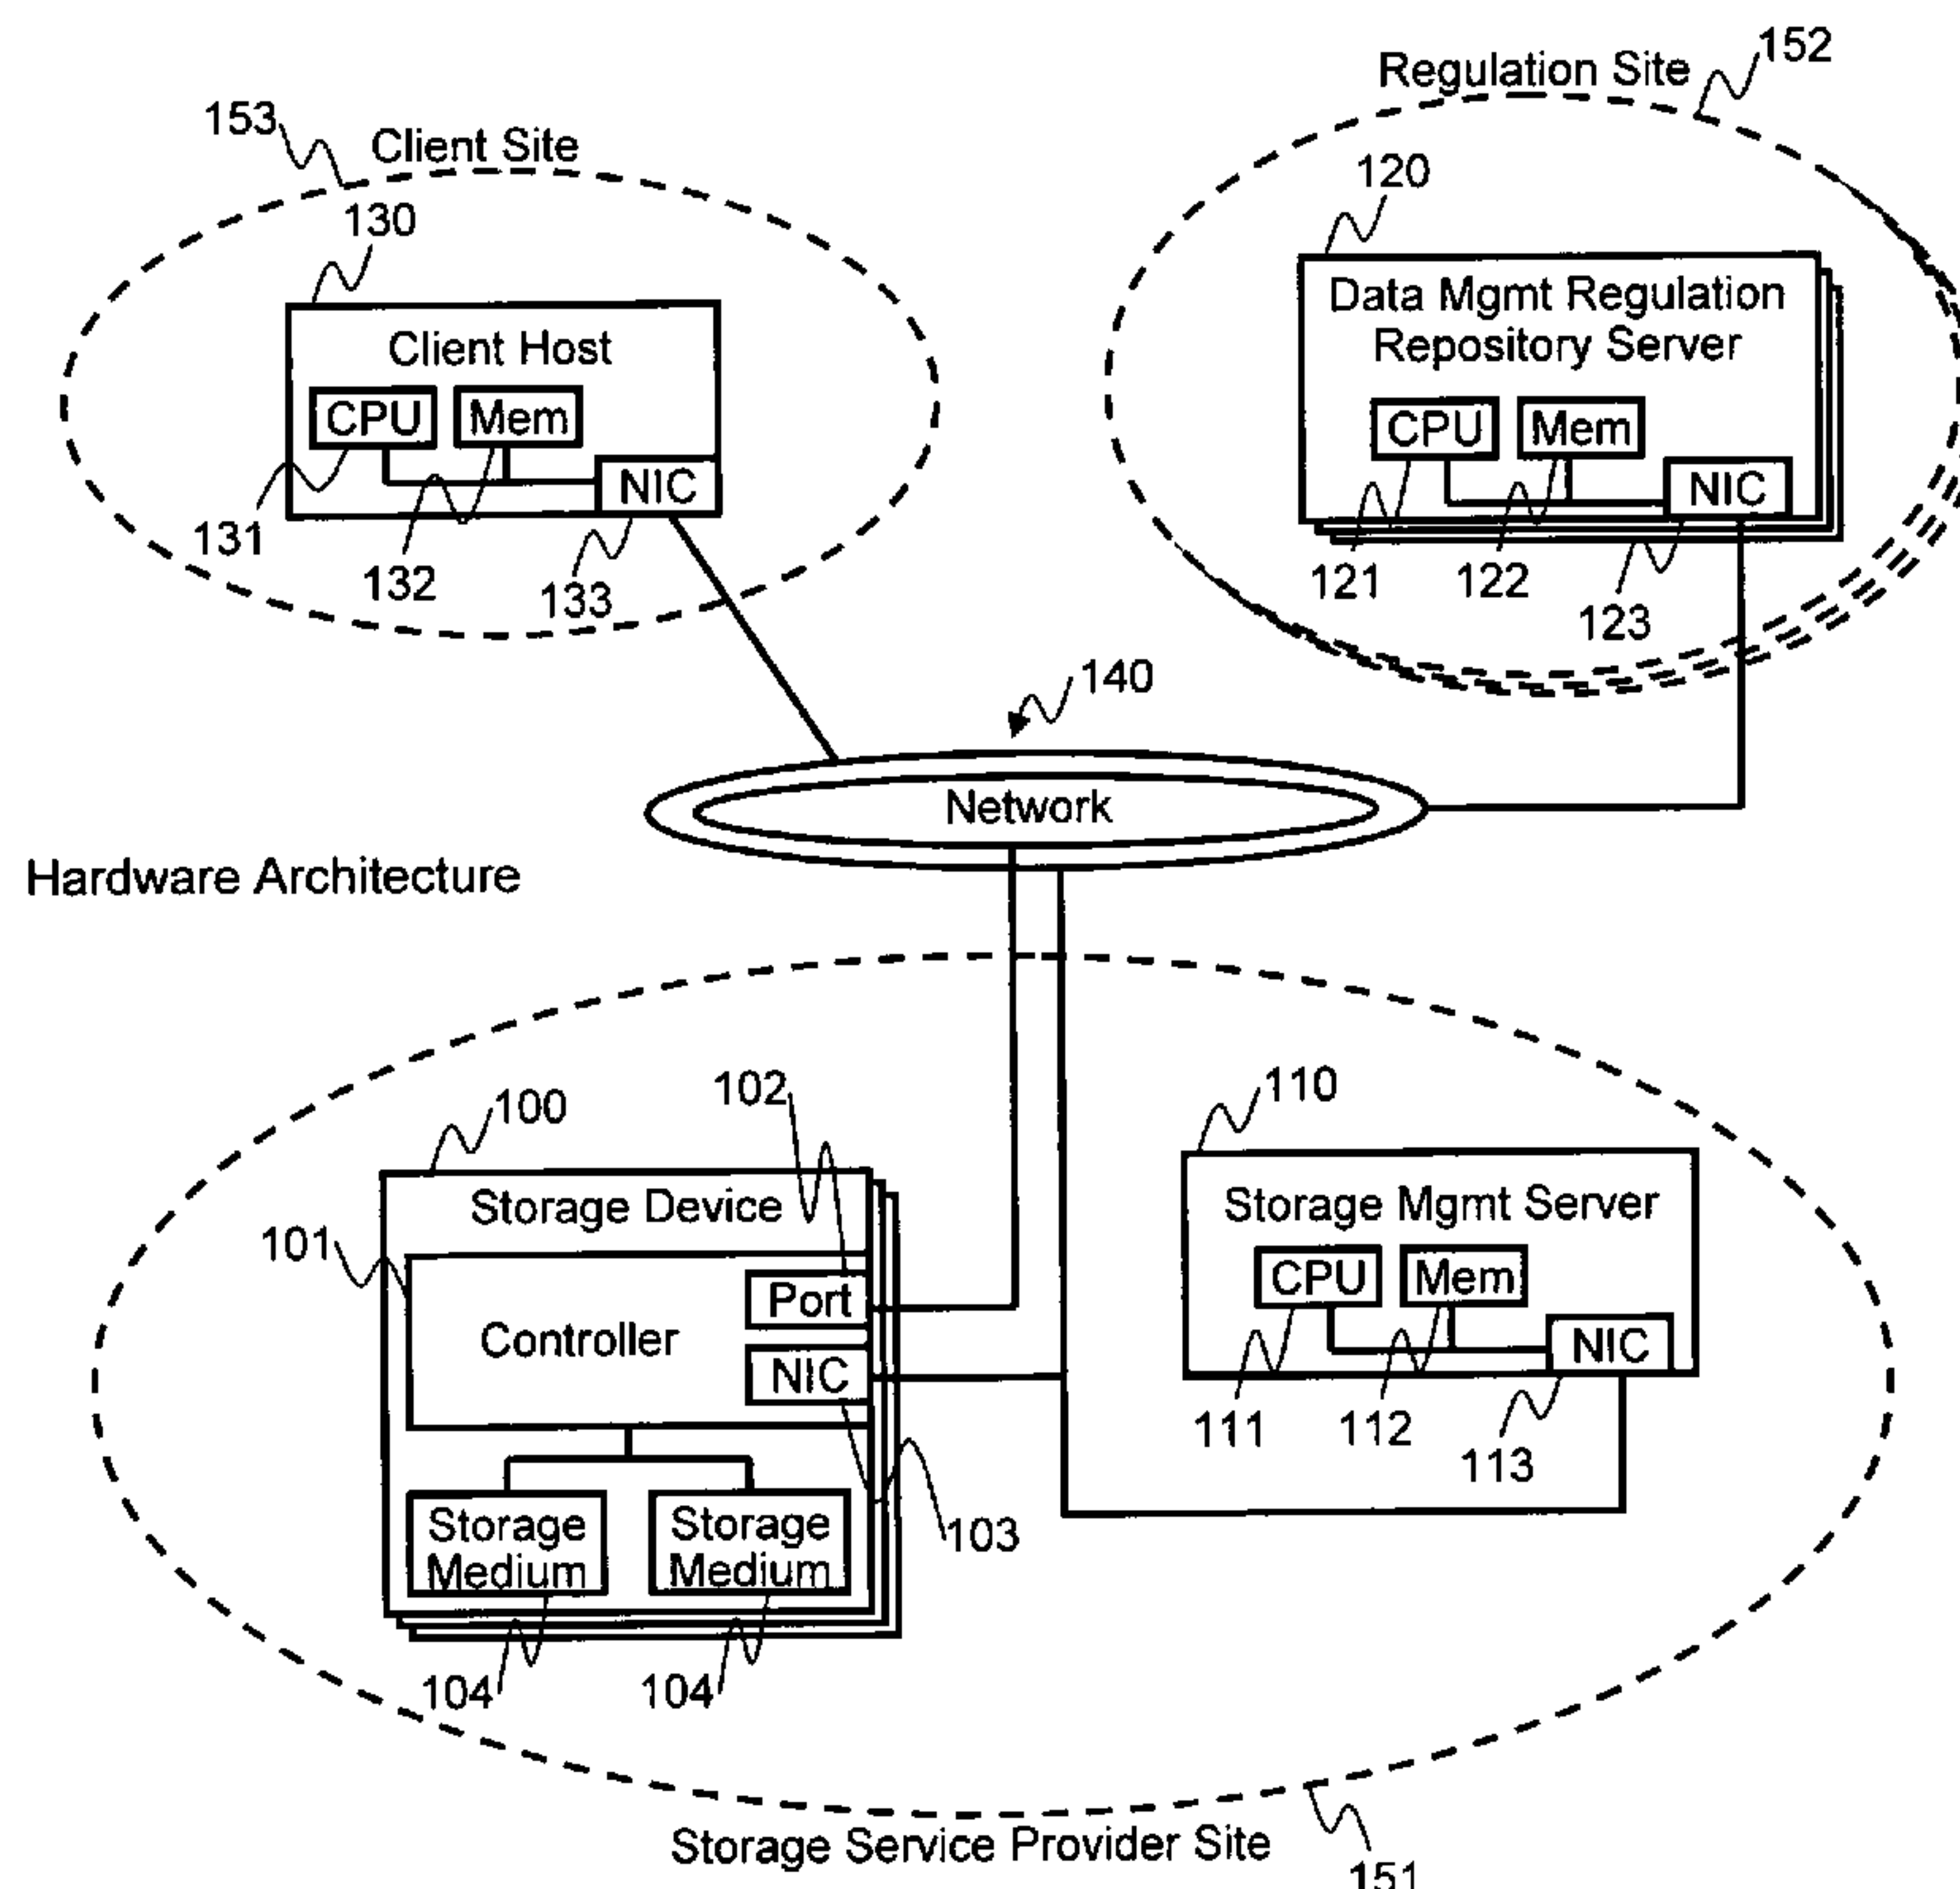 152
Regulation Site
153
Client Site
120
130
Data Mgmt Regulation
Repository Server
Client Host
CPU
Mem
NIC
CPU
Mem
NIC
131
132
133
121
122
123
140
Network
Hardware Architecture
102
100
110
Storage Device
Storage Mgmt Server
101
Port
Controller
NIC
CPU
Mem
NIC
111
112
113
Storage
Medium
Storage
Medium
103
104
104
Storage Service Provider Site
151